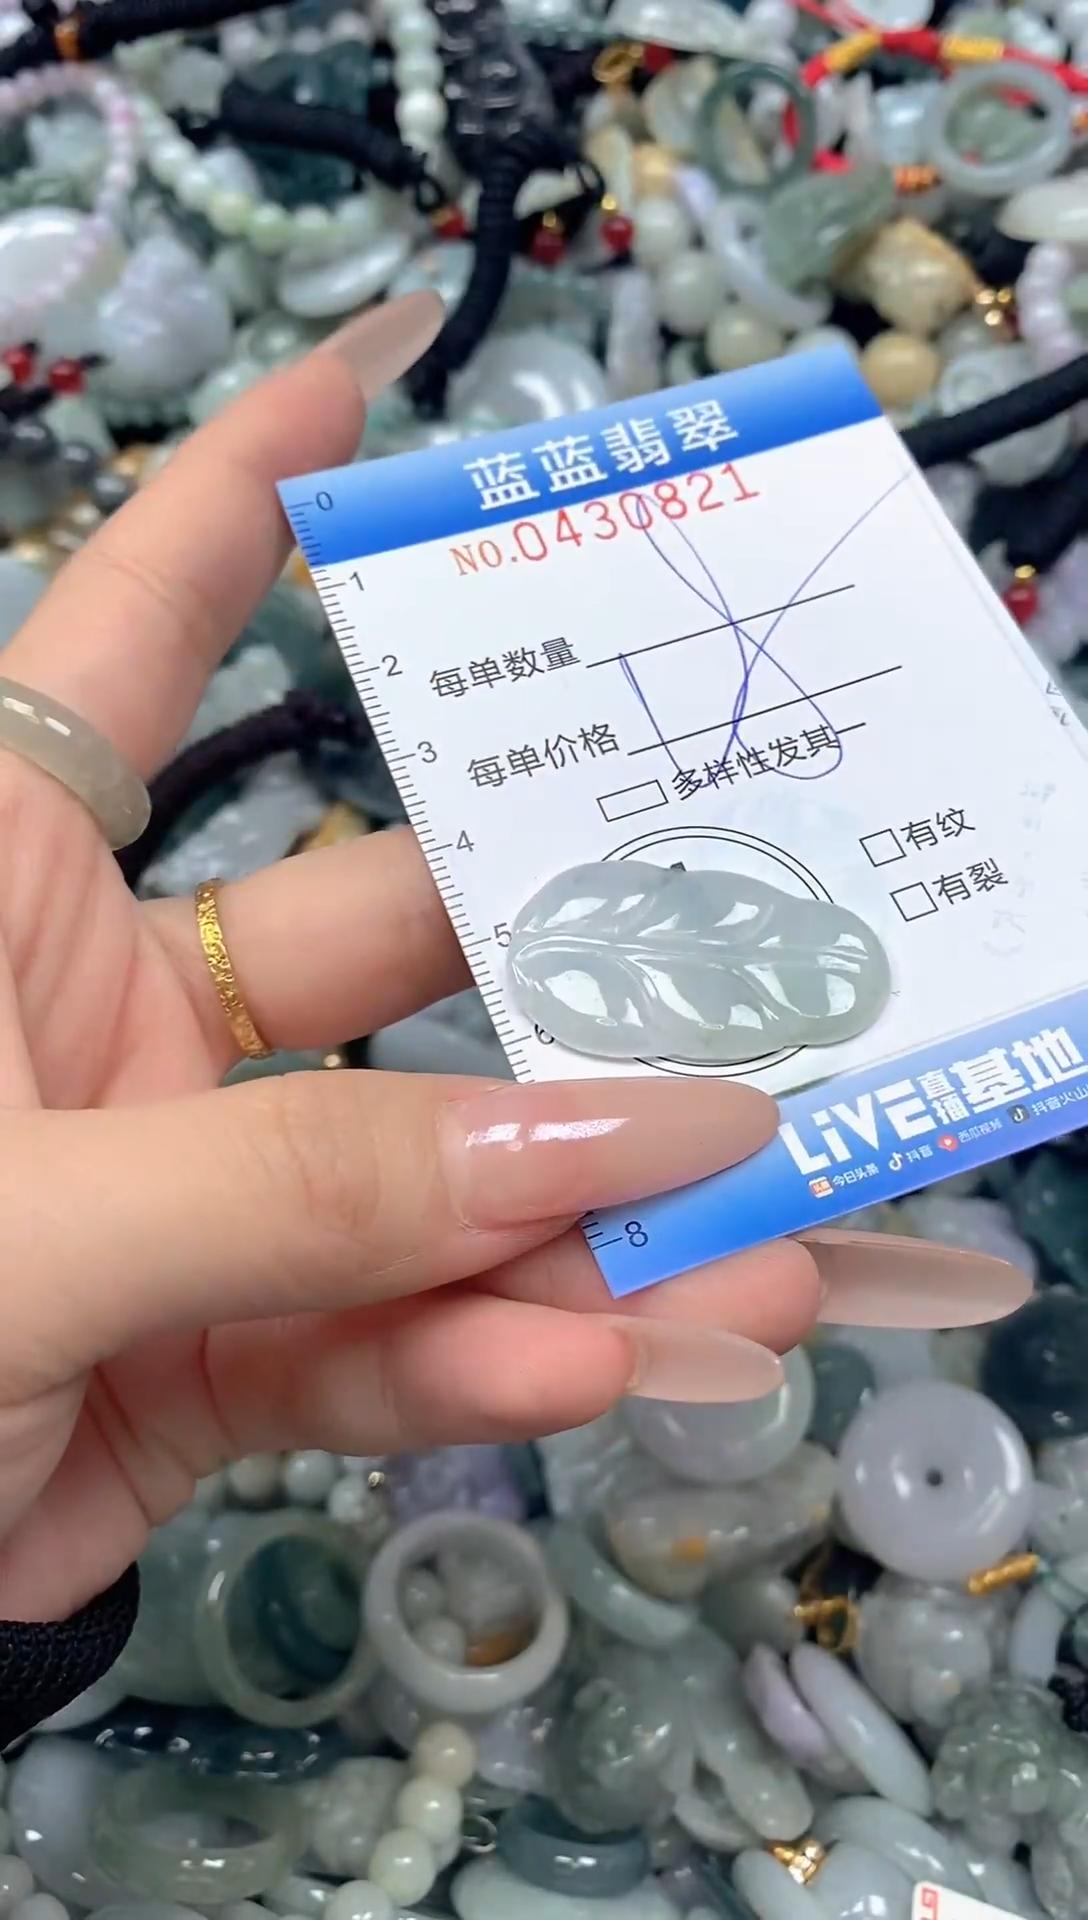 蓝蓝翡翠
NO.0430821
每单数量
每单价格
多样性发其
有纹
有裂
0
1
2
3
4
5
6
8
LiVE直播基地
今日头条 抖音 西瓜视频 抖音火山